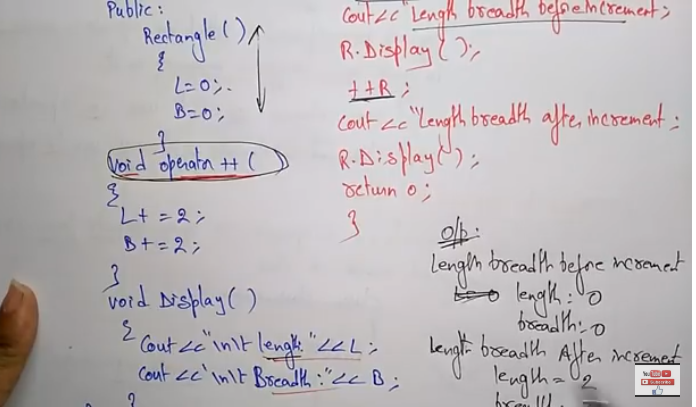 Public:
Rectangle()
{
L=0;
B=0;
}
void operator ++ (
{
L+=2;
B+=2;
}
void Display()
{
Cout<<"\n\t length: "<<L;
cout<<"\n\t Breadth:"<<B;
}
Cout<<"Length breadth before increment;
R.Display();
++R;
Cout<<"Length breadth after increment;
R.Display();
return 0;
}
o/p:
Length breadth before increment
length: 0
breadth: 0
Length breadth After increment
length = 2
YouTube
Subscribe